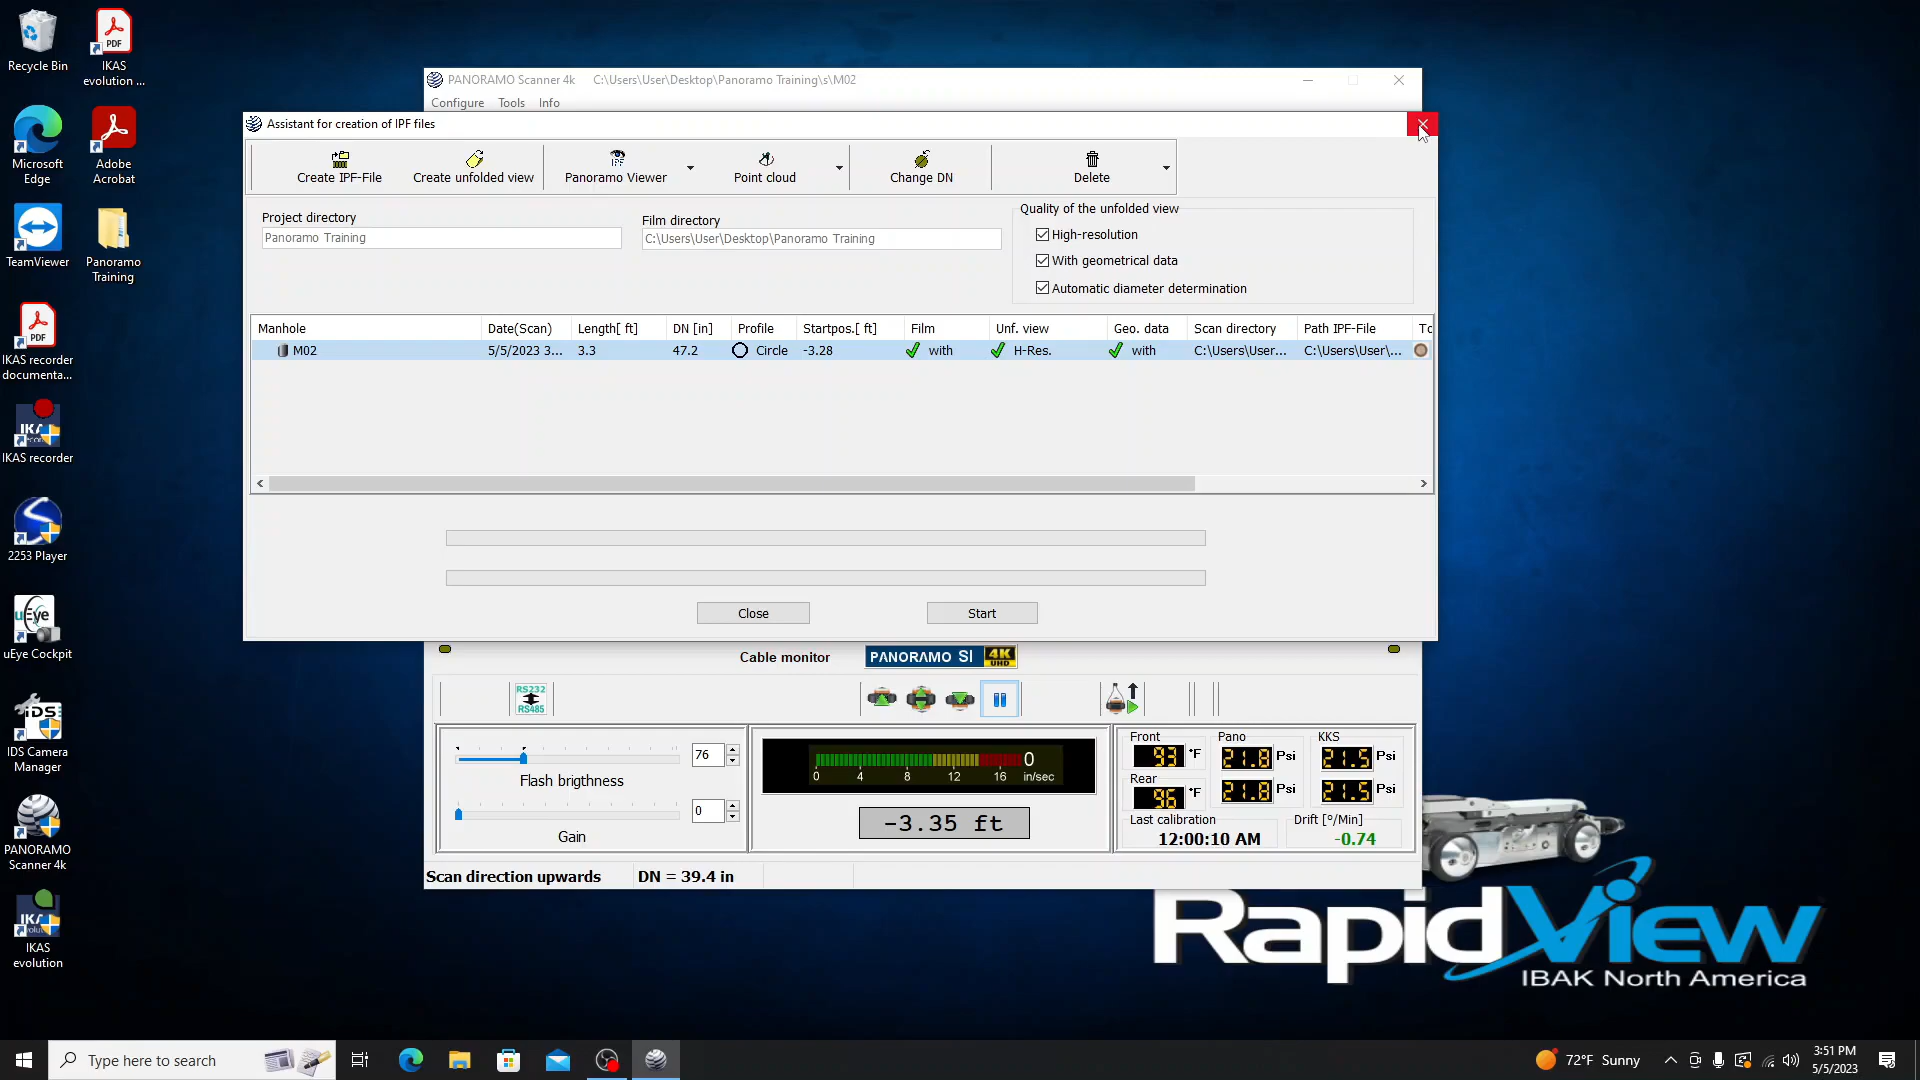 Recycle Bin
IKAS
evolution ...
Microsoft
Edge
Adobe
Acrobat
TeamViewer
Panoramo
Training
IKAS recorder
documenta...
IKAS recorder
2253 Player
uEye Cockpit
IDS Camera
Manager
PANORAMO
Scanner 4k
IKAS
evolution
PANORAMO Scanner 4k C:\Users\User\Desktop\Panoramo Training\s\M02
Configure Tools Info
Assistant for creation of IPF files
Create IPF-File Create unfolded view Panoramo Viewer Point cloud Change DN Delete
Project directory
Panoramo Training
Film directory
C:\Users\User\Desktop\Panoramo Training
Quality of the unfolded view
High-resolution
With geometrical data
Automatic diameter determination
Manhole Date(Scan) Length[ ft] DN [in] Profile Startpos.[ ft] Film Unf. view Geo. data Scan directory Path IPF-File Tc
M02 5/5/2023 3... 3.3 47.2 Circle -3.28 with H-Res. with C:\Users\User... C:\Users\User\...
Close Start
Cable monitor PANORAMO SI 4K UHD
RS232
RS485
76
Flash brigthness
0
Gain
0
0 4 8 12 16 in/sec
-3.35 ft
Front Pano KKS
93 °F 21.8 Psi 21.5 Psi
Rear
96 °F 21.8 Psi 21.5 Psi
Last calibration Drift [°/Min]
12:00:10 AM -0.74
Scan direction upwards DN = 39.4 in
RapidView
IBAK North America
Type here to search
72°F Sunny
3:51 PM
5/5/2023